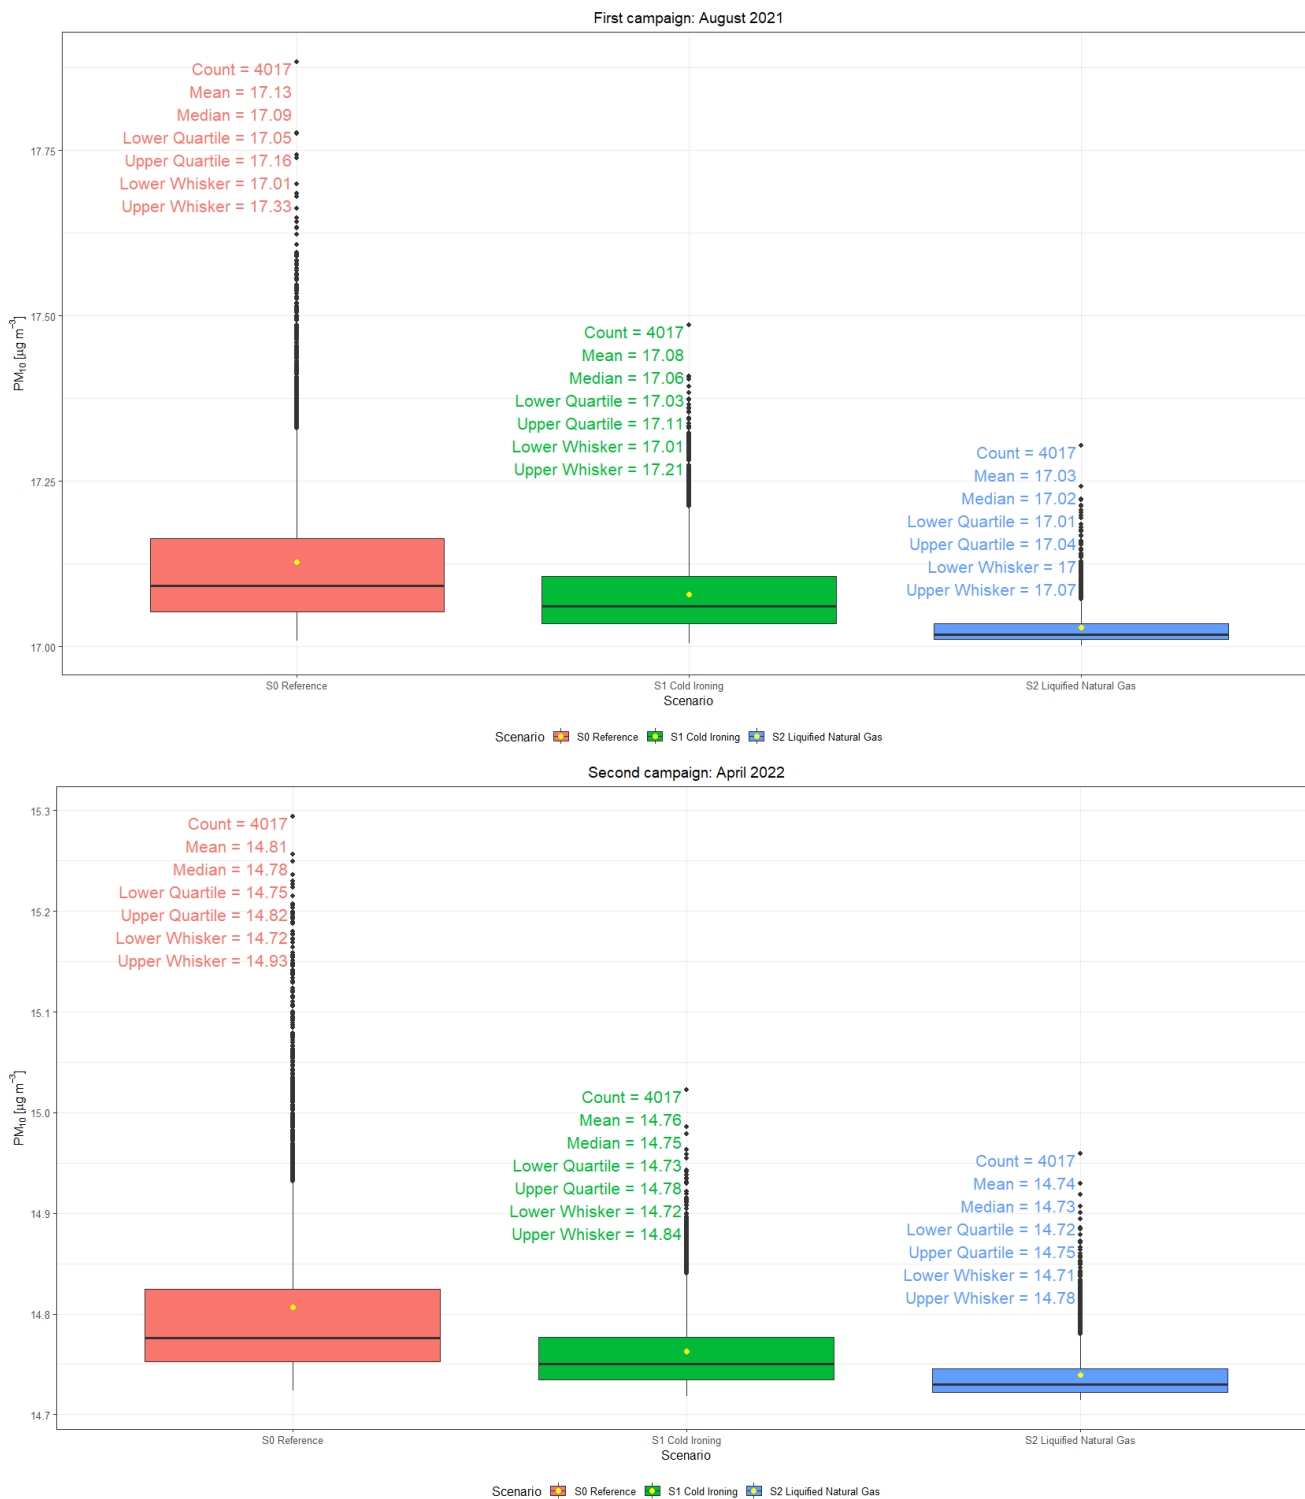 First campaign: August 2021
Count = 4017
Mean = 17.13
Median = 17.09
Lower Quartile = 17.05
Upper Quartile = 17.16
Lower Whisker = 17.01
Upper Whisker = 17.33
Count = 4017
Mean = 17.08
Median = 17.06
Lower Quartile = 17.03
Upper Quartile = 17.11
Lower Whisker = 17.01
Upper Whisker = 17.21
Count = 4017
Mean = 17.03
Median = 17.02
Lower Quartile = 17.01
Upper Quartile = 17.04
Lower Whisker = 17
Upper Whisker = 17.07
17.75
17.50
17.25
17.00
PM₁₀ [µg m⁻³]
S0 Reference
S1 Cold Ironing
S2 Liquified Natural Gas
Scenario
Scenario S0 Reference S1 Cold Ironing S2 Liquified Natural Gas
Second campaign: April 2022
Count = 4017
Mean = 14.81
Median = 14.78
Lower Quartile = 14.75
Upper Quartile = 14.82
Lower Whisker = 14.72
Upper Whisker = 14.93
Count = 4017
Mean = 14.76
Median = 14.75
Lower Quartile = 14.73
Upper Quartile = 14.78
Lower Whisker = 14.72
Upper Whisker = 14.84
Count = 4017
Mean = 14.74
Median = 14.73
Lower Quartile = 14.72
Upper Quartile = 14.75
Lower Whisker = 14.71
Upper Whisker = 14.78
15.3
15.2
15.1
15.0
14.9
14.8
14.7
PM₁₀ [µg m⁻³]
S0 Reference
S1 Cold Ironing
S2 Liquified Natural Gas
Scenario
Scenario S0 Reference S1 Cold Ironing S2 Liquified Natural Gas